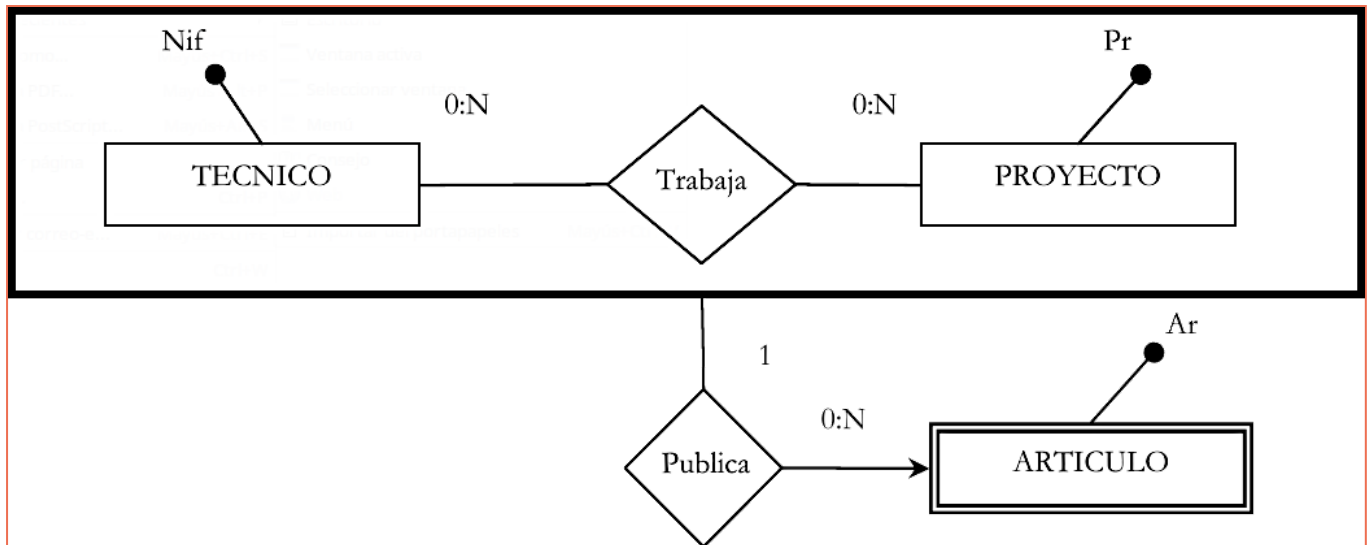 Nif
Pr
0:N
0:N
TECNICO
Trabaja
PROYECTO
Ar
1
0:N
Publica
ARTICULO